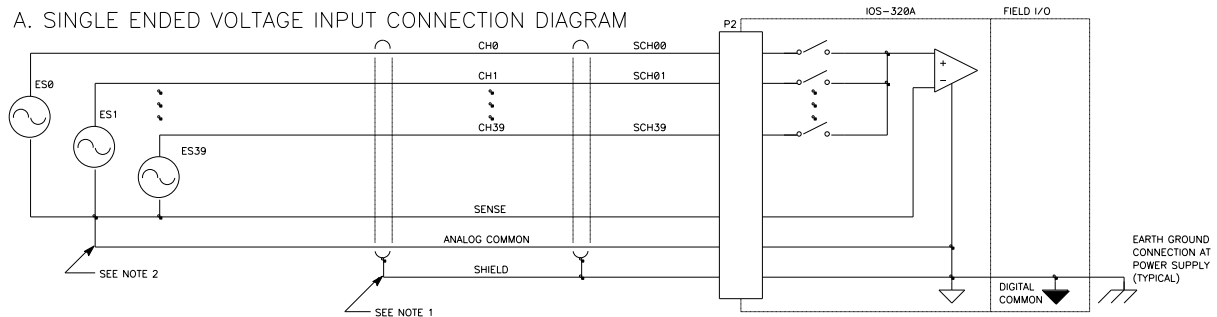 A. SINGLE ENDED VOLTAGE INPUT CONNECTION DIAGRAM
IOS-320A
FIELD I/O
P2
CH0
SCH00
ES0
CH1
SCH01
+
-
ES1
CH39
SCH39
ES39
SENSE
ANALOG COMMON
SEE NOTE 2
SHIELD
SEE NOTE 1
DIGITAL
COMMON
EARTH GROUND
CONNECTION AT
POWER SUPPLY
(TYPICAL)